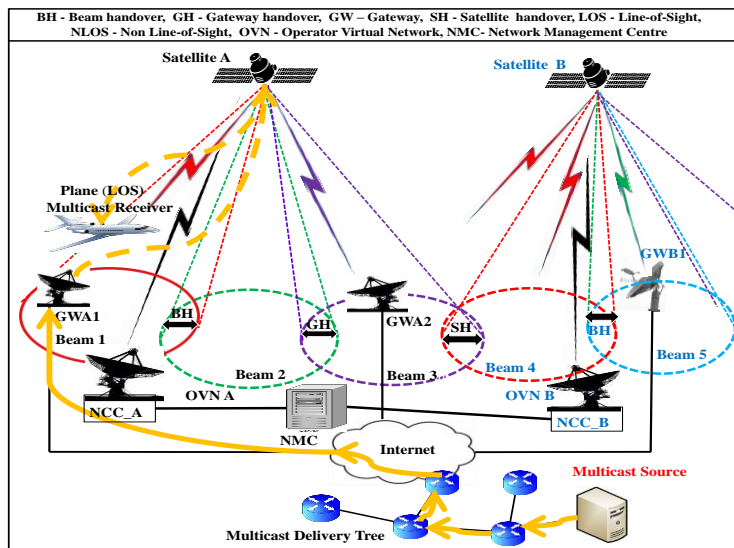 BH - Beam handover, GH - Gateway handover, GW – Gateway, SH - Satellite handover, LOS - Line-of-Sight,
NLOS - Non Line-of-Sight, OVN - Operator Virtual Network, NMC- Network Management Centre
Satellite A
Satellite B
Plane (LOS)
Multicast Receiver
GWB1
GWA1
GWA2
BH
GH
SH
BH
Beam 1
Beam 2
Beam 3
Beam 4
Beam 5
OVN A
OVN B
NCC_A
NMC
NCC_B
Internet
Multicast Source
Multicast Delivery Tree